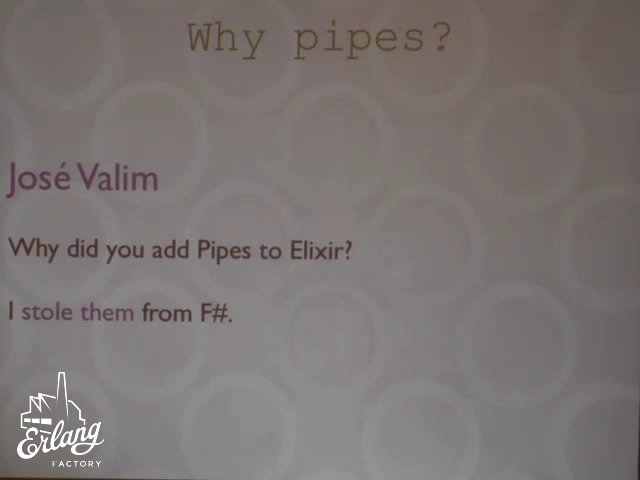 Why pipes?
José Valim
Why did you add Pipes to Elixir?
I stole them from F#.
Erlang
FACTORY